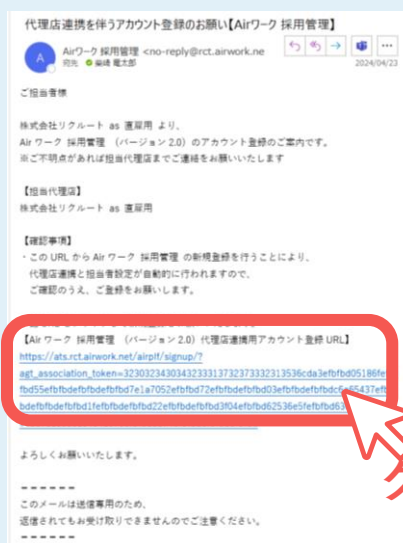 代理店連携を伴うアカウント登録のお願い【Airワーク 採用管理】
A
Airワーク 採用管理 <no-reply@rct.airwork.ne
宛先
2024/04/23
ご担当者様
株式会社リクルート as 直雇用 より、
Air ワーク 採用管理 （バージョン 2.0）のアカウント登録のご案内です。
※ご不明点があれば担当代理店までご連絡をお願いいたします
【担当代理店】
株式会社リクルート as 直雇用
【確認事項】
・この URL から Air ワーク 採用管理 の新規登録を行うことにより、
代理店連携と担当者設定が自動的に行われますので、
ご確認のうえ、ご登録をお願いします。
【Air ワーク 採用管理 （バージョン 2.0）代理店連携用アカウント登録 URL】
https://ats.rct.airwork.net/airplf/signup/?
よろしくお願いいたします。
------
このメールは送信専用のため、
返信されてもお受け取りできませんのでご注意ください。
------